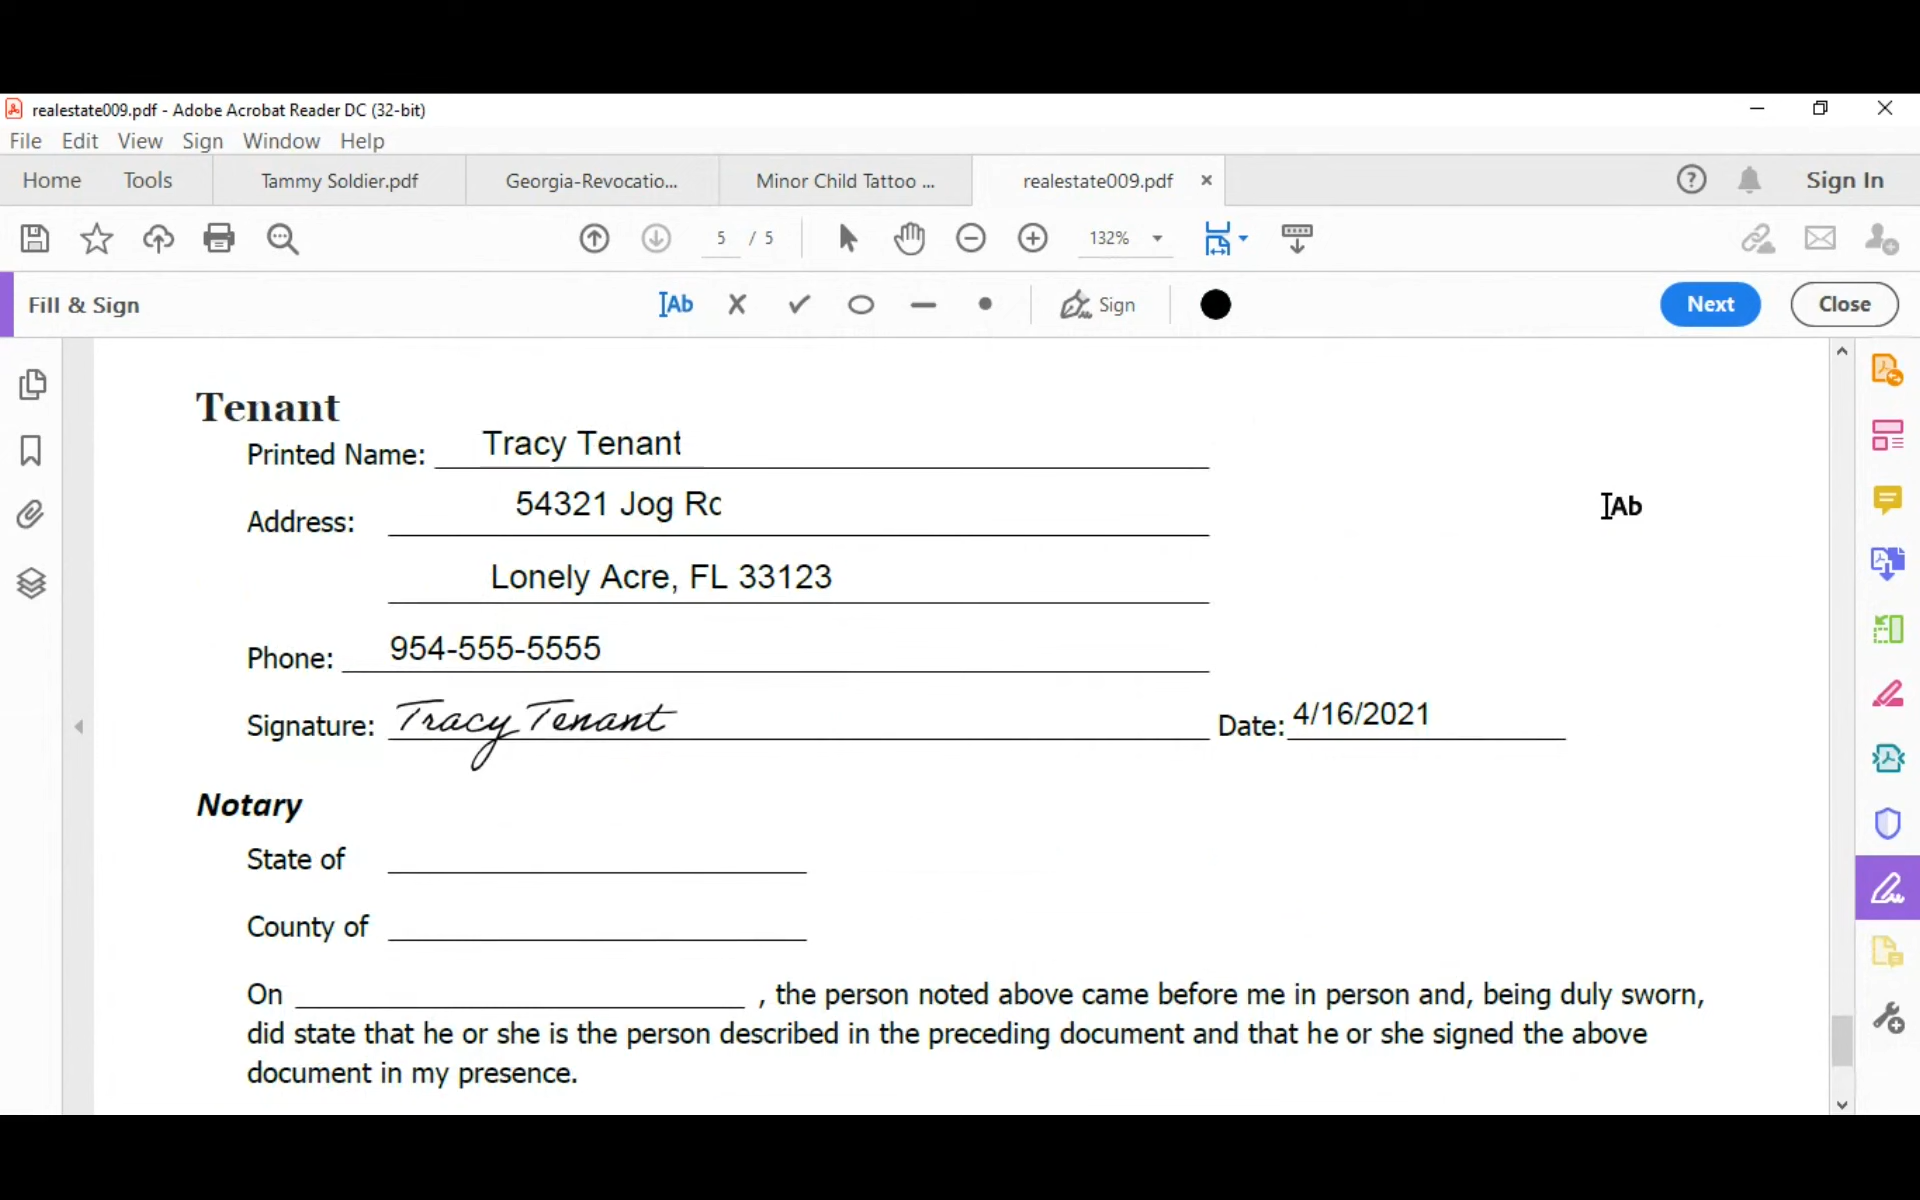 realestate009.pdf - Adobe Acrobat Reader DC (32-bit)
File Edit View Sign Window Help
Home Tools Tammy Soldier.pdf Georgia-Revocatio... Minor Child Tattoo ... realestate009.pdf × ? Sign In
5 / 5 132%
Fill & Sign Ab Sign Next Close
Tenant
Printed Name: Tracy Tenant
Address: 54321 Jog Rd
Ab
Lonely Acre, FL 33123
Phone: 954-555-5555
Signature: Tracy Tenant Date: 4/16/2021
Notary
State of
County of
On , the person noted above came before me in person and, being duly sworn,
did state that he or she is the person described in the preceding document and that he or she signed the above
document in my presence.